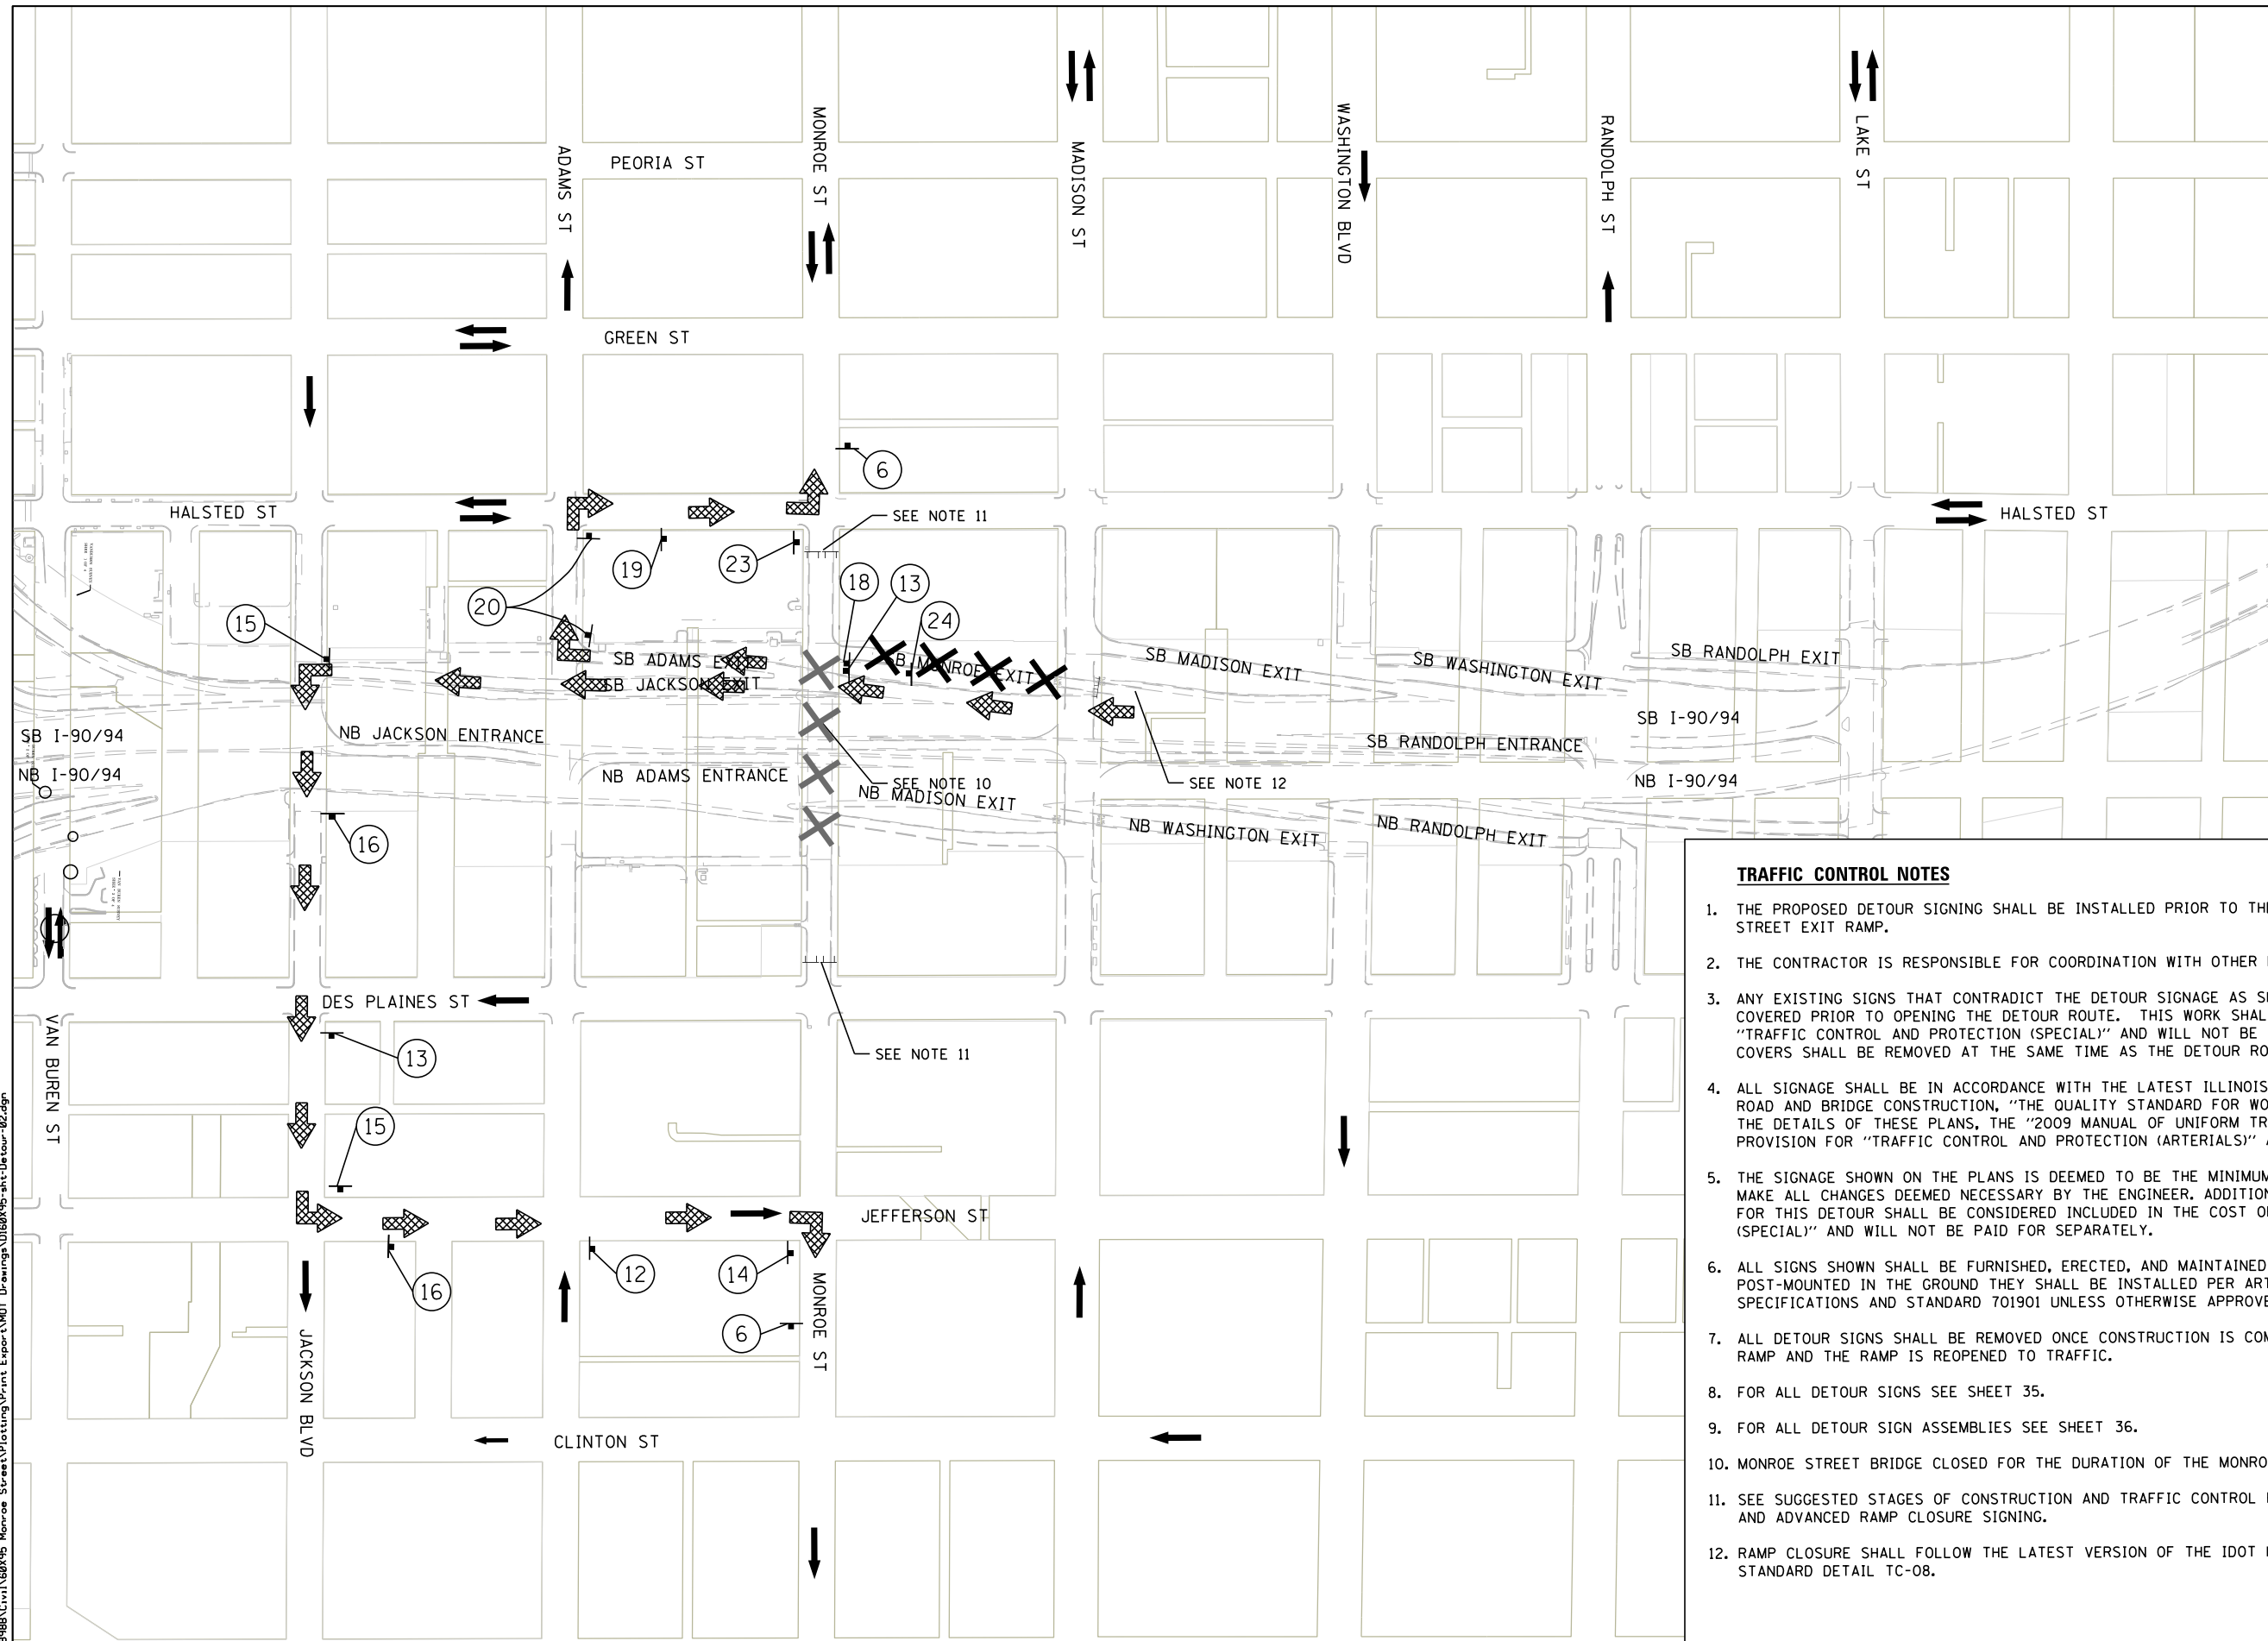 PEORIA ST
ADAMS ST
MONROE ST
MADISON ST
WASHINGTON BLVD
RANDOLPH ST
LAKE ST
GREEN ST
6
HALSTED ST
SEE NOTE 11
HALSTED ST
19
23
18
13
20
24
15
SB ADAMS EXIT
SB MONROE EXIT
SB MADISON EXIT
SB WASHINGTON EXIT
SB RANDOLPH EXIT
SB JACKSON EXIT
SB I-90/94
NB JACKSON ENTRANCE
SB I-90/94
SB RANDOLPH ENTRANCE
NB I-90/94
NB ADAMS ENTRANCE
SEE NOTE 10
SEE NOTE 12
NB I-90/94
NB MADISON EXIT
NB WASHINGTON EXIT
NB RANDOLPH EXIT
16
DES PLAINES ST
VAN BUREN ST
13
SEE NOTE 11
15
JEFFERSON ST
16
12
14
6
MONROE ST
JACKSON BLVD
CLINTON ST
TRAFFIC CONTROL NOTES
1. THE PROPOSED DETOUR SIGNING SHALL BE INSTALLED PRIOR TO TH
STREET EXIT RAMP.
2. THE CONTRACTOR IS RESPONSIBLE FOR COORDINATION WITH OTHER
3. ANY EXISTING SIGNS THAT CONTRADICT THE DETOUR SIGNAGE AS S
COVERED PRIOR TO OPENING THE DETOUR ROUTE. THIS WORK SHAL
"TRAFFIC CONTROL AND PROTECTION (SPECIAL)" AND WILL NOT BE
COVERS SHALL BE REMOVED AT THE SAME TIME AS THE DETOUR RO
4. ALL SIGNAGE SHALL BE IN ACCORDANCE WITH THE LATEST ILLINOIS
ROAD AND BRIDGE CONSTRUCTION, "THE QUALITY STANDARD FOR WO
THE DETAILS OF THESE PLANS, THE "2009 MANUAL OF UNIFORM TR
PROVISION FOR "TRAFFIC CONTROL AND PROTECTION (ARTERIALS)" A
5. THE SIGNAGE SHOWN ON THE PLANS IS DEEMED TO BE THE MINIMUM
MAKE ALL CHANGES DEEMED NECESSARY BY THE ENGINEER. ADDITION
FOR THIS DETOUR SHALL BE CONSIDERED INCLUDED IN THE COST O
(SPECIAL)" AND WILL NOT BE PAID FOR SEPARATELY.
6. ALL SIGNS SHOWN SHALL BE FURNISHED, ERECTED, AND MAINTAINED
POST-MOUNTED IN THE GROUND THEY SHALL BE INSTALLED PER ART
SPECIFICATIONS AND STANDARD 701901 UNLESS OTHERWISE APPROVE
7. ALL DETOUR SIGNS SHALL BE REMOVED ONCE CONSTRUCTION IS COM
RAMP AND THE RAMP IS REOPENED TO TRAFFIC.
8. FOR ALL DETOUR SIGNS SEE SHEET 35.
9. FOR ALL DETOUR SIGN ASSEMBLIES SEE SHEET 36.
10. MONROE STREET BRIDGE CLOSED FOR THE DURATION OF THE MONRO
11. SEE SUGGESTED STAGES OF CONSTRUCTION AND TRAFFIC CONTROL
AND ADVANCED RAMP CLOSURE SIGNING.
12. RAMP CLOSURE SHALL FOLLOW THE LATEST VERSION OF THE IDOT
STANDARD DETAIL TC-08.